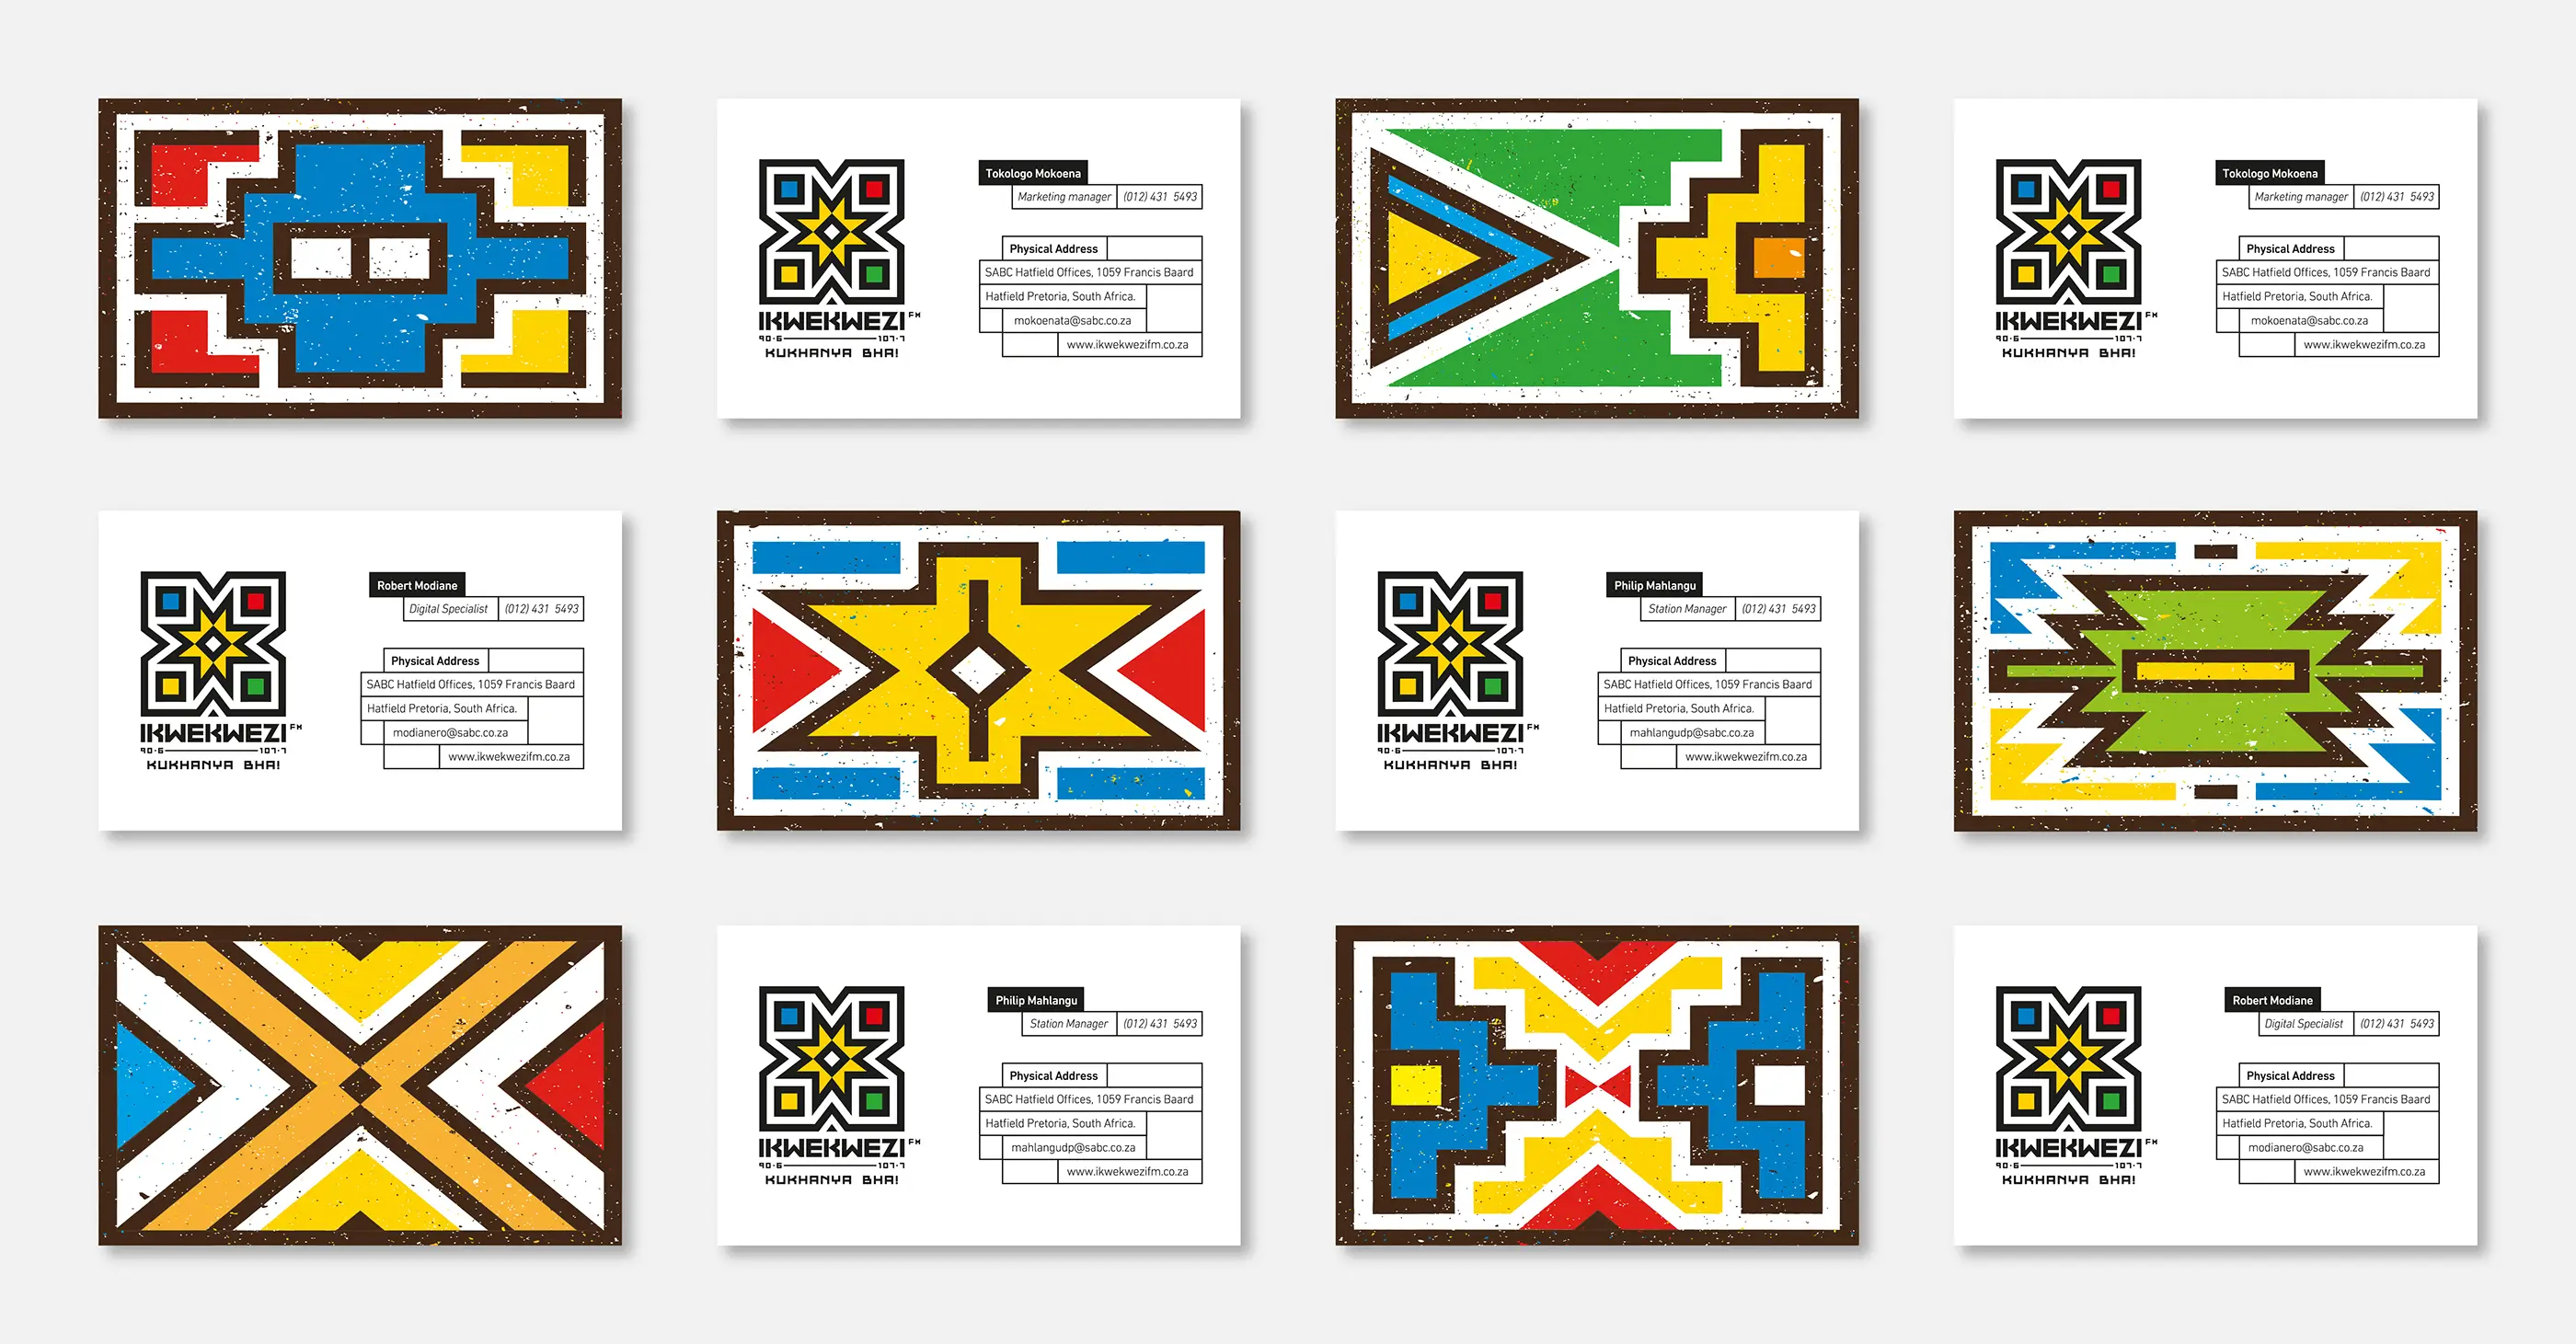 Tokologo Mokoena
Marketing manager (012) 431 5493
Physical Address
SABC Hatfield Offices, 1059 Francis Baard
Hatfield Pretoria, South Africa.
mokoenata@sabc.co.za
www.ikwekwezifm.co.za
IKWEKWEZI FM
90.6 107.7
KUKHANYA BHA!
Tokologo Mokoena
Marketing manager (012) 431 5493
Physical Address
SABC Hatfield Offices, 1059 Francis Baard
Hatfield Pretoria, South Africa.
mokoenata@sabc.co.za
www.ikwekwezifm.co.za
IKWEKWEZI FM
90.6 107.7
KUKHANYA BHA!
Robert Modiane
Digital Specialist (012) 431 5493
Physical Address
SABC Hatfield Offices, 1059 Francis Baard
Hatfield Pretoria, South Africa.
modianero@sabc.co.za
www.ikwekwezifm.co.za
IKWEKWEZI FM
90.6 107.7
KUKHANYA BHA!
Philip Mahlangu
Station Manager (012) 431 5493
Physical Address
SABC Hatfield Offices, 1059 Francis Baard
Hatfield Pretoria, South Africa.
mahlangudp@sabc.co.za
www.ikwekwezifm.co.za
IKWEKWEZI FM
90.6 107.7
KUKHANYA BHA!
Philip Mahlangu
Station Manager (012) 431 5493
Physical Address
SABC Hatfield Offices, 1059 Francis Baard
Hatfield Pretoria, South Africa.
mahlangudp@sabc.co.za
www.ikwekwezifm.co.za
IKWEKWEZI FM
90.6 107.7
KUKHANYA BHA!
Robert Modiane
Digital Specialist (012) 431 5493
Physical Address
SABC Hatfield Offices, 1059 Francis Baard
Hatfield Pretoria, South Africa.
modianero@sabc.co.za
www.ikwekwezifm.co.za
IKWEKWEZI FM
90.6 107.7
KUKHANYA BHA!